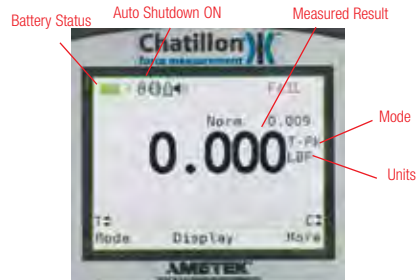 Battery Status
Auto Shutdown ON
Measured Result
Chatillon
force measurement
FAIL
Norm 0.009
0.000
T-Pk
LBF
Mode
Units
T
C
Mode Display More
AMETEK